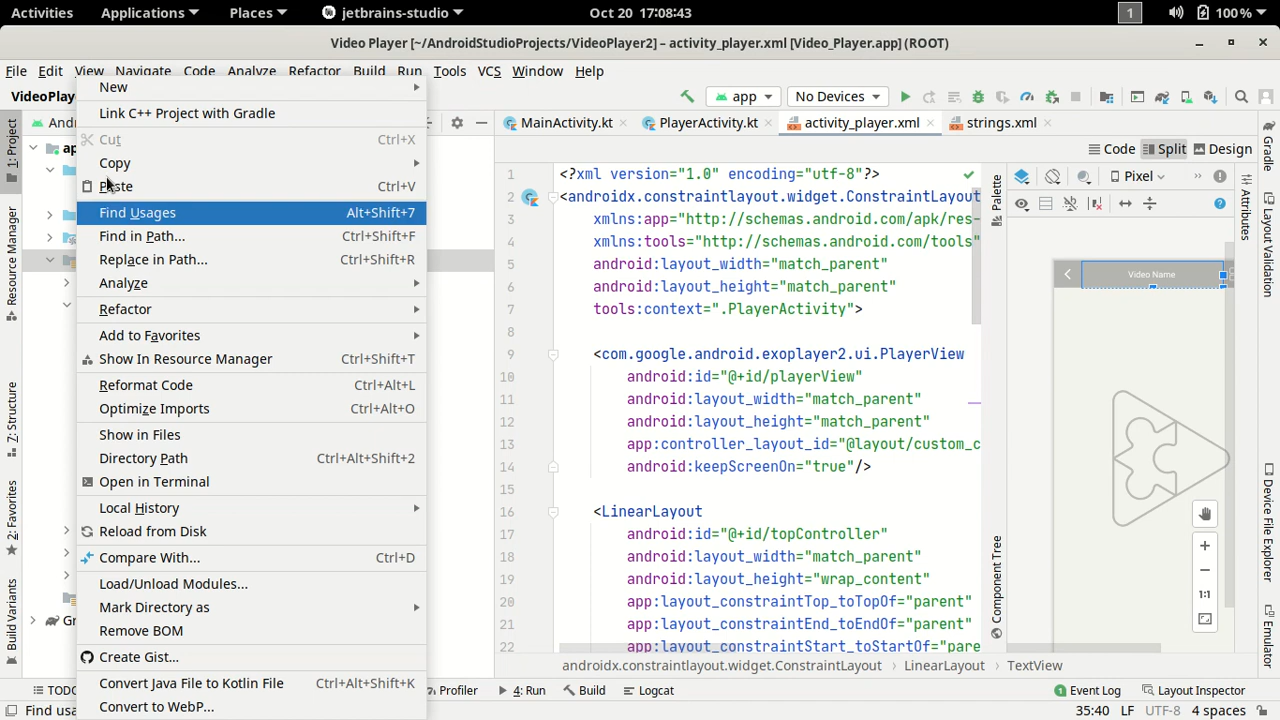 Activities Applications Places jetbrains-studio Oct 20 17:08:43 1 100%
Video Player [~/AndroidStudioProjects/VideoPlayer2] – activity_player.xml [Video_Player.app] (ROOT)
File Edit View Navigate Code Analyze Refactor Build Run Tools VCS Window Help
VideoPlay app No Devices
And MainActivity.kt PlayerActivity.kt activity_player.xml strings.xml
Code Split Design
Pixel
1: Project
Resource Manager
7: Structure
2: Favorites
Build Variants
ap
Gr
New
Link C++ Project with Gradle
Cut Ctrl+X
Copy
Paste Ctrl+V
Find Usages Alt+Shift+7
Find in Path... Ctrl+Shift+F
Replace in Path... Ctrl+Shift+R
Analyze
Refactor
Add to Favorites
Show In Resource Manager Ctrl+Shift+T
Reformat Code Ctrl+Alt+L
Optimize Imports Ctrl+Alt+O
Show in Files
Directory Path Ctrl+Alt+Shift+2
Open in Terminal
Local History
Reload from Disk
Compare With... Ctrl+D
Load/Unload Modules...
Mark Directory as
Remove BOM
Create Gist...
Convert Java File to Kotlin File Ctrl+Alt+Shift+K
Convert to WebP...
1 <?xml version="1.0" encoding="utf-8"?>
2 <androidx.constraintlayout.widget.ConstraintLayout
3 xmlns:app="http://schemas.android.com/apk/res-
4 xmlns:tools="http://schemas.android.com/tools"
5 android:layout_width="match_parent"
6 android:layout_height="match_parent"
7 tools:context=".PlayerActivity">
8
9 <com.google.android.exoplayer2.ui.PlayerView
10 android:id="@+id/playerView"
11 android:layout_width="match_parent"
12 android:layout_height="match_parent"
13 app:controller_layout_id="@layout/custom_c
14 android:keepScreenOn="true"/>
15
16 <LinearLayout
17 android:id="@+id/topController"
18 android:layout_width="match_parent"
19 android:layout_height="wrap_content"
20 app:layout_constraintTop_toTopOf="parent"
21 app:layout_constraintEnd_toEndOf="parent"
22 app:layout_constraintStart_toStartOf="pare
Palette
Component Tree
Video Name
1:1
Attributes
Gradle
Layout Validation
Device File Explorer
Emulator
androidx.constraintlayout.widget.ConstraintLayout LinearLayout TextView
TODO Profiler 4: Run Build Logcat 1 Event Log Layout Inspector
Find usa 35:40 LF UTF-8 4 spaces